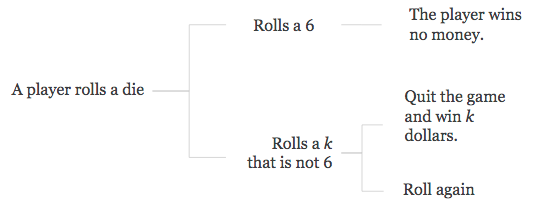 The player wins
no money.
Rolls a 6
A player rolls a die
Quit the game
and win k
dollars.
Rolls a k
that is not 6
Roll again